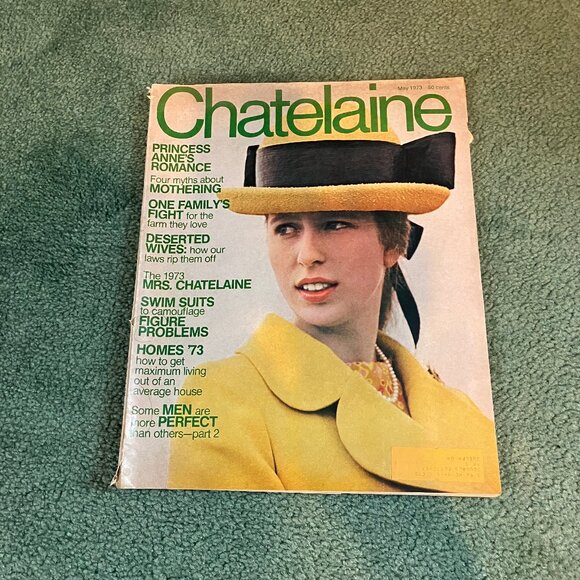 May 1973 60 cents
Chatelaine
PRINCESS
ANNE'S
ROMANCE
Four myths about
MOTHERING
ONE FAMILY'S
FIGHT for the
farm they love
DESERTED
WIVES: how our
laws rip them off
The 1973
MRS. CHATELAINE
SWIM SUITS
to camouflage
FIGURE
PROBLEMS
HOMES '73
how to get
maximum living
out of an
average house
Some MEN are
more PERFECT
than others—part 2